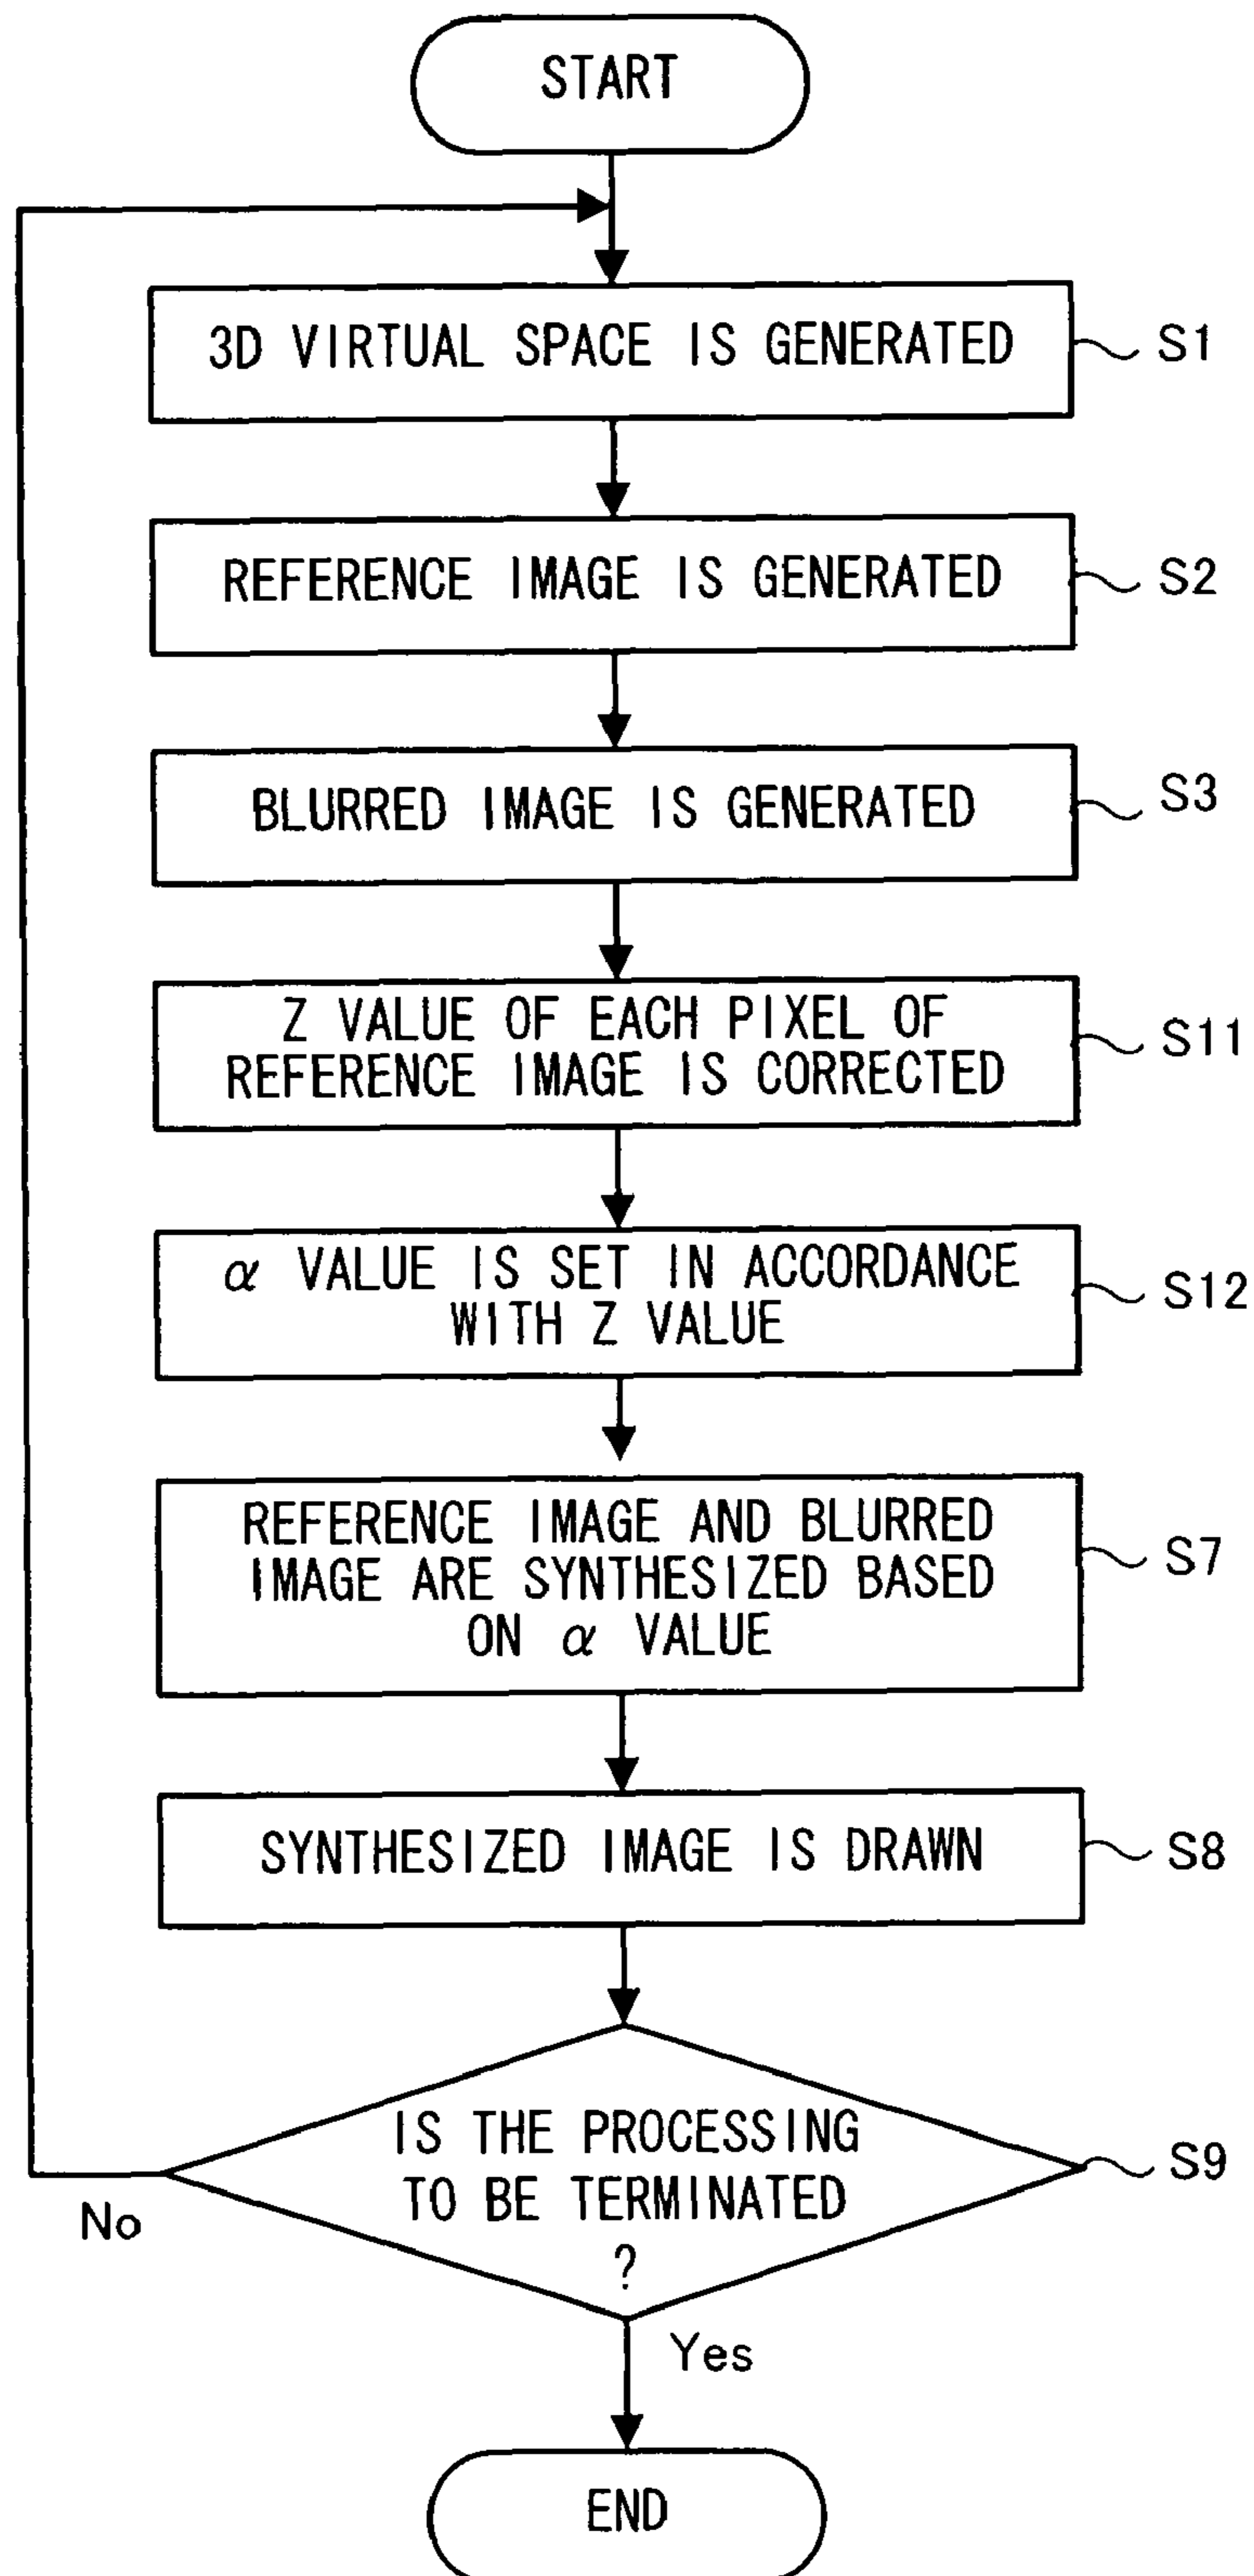 START
3D VIRTUAL SPACE IS GENERATED
S1
REFERENCE IMAGE IS GENERATED
S2
BLURRED IMAGE IS GENERATED
S3
Z VALUE OF EACH PIXEL OF
REFERENCE IMAGE IS CORRECTED
S11
α VALUE IS SET IN ACCORDANCE
WITH Z VALUE
S12
REFERENCE IMAGE AND BLURRED
IMAGE ARE SYNTHESIZED BASED
ON α VALUE
S7
SYNTHESIZED IMAGE IS DRAWN
S8
IS THE PROCESSING
TO BE TERMINATED
?
S9
No
Yes
END